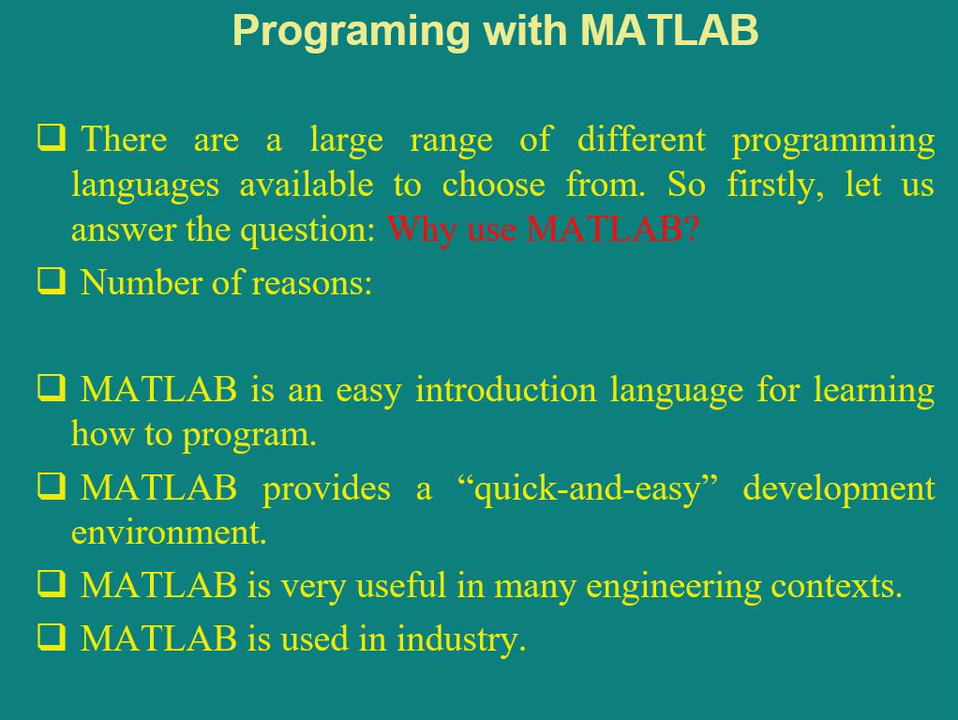 Programing with MATLAB
❑ There are a large range of different programming
languages available to choose from. So firstly, let us
answer the question: Why use MATLAB?
❑ Number of reasons:
❑ MATLAB is an easy introduction language for learning
how to program.
❑ MATLAB provides a “quick-and-easy” development
environment.
❑ MATLAB is very useful in many engineering contexts.
❑ MATLAB is used in industry.